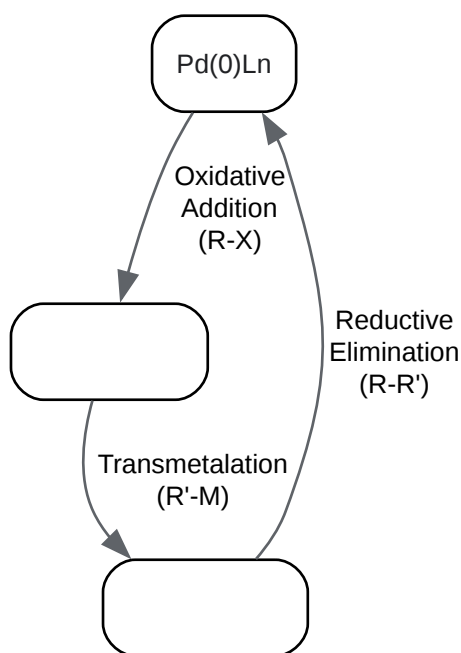 Pd(0)Ln
Oxidative
Addition
(R-X)
Reductive
Elimination
(R-R')
Transmetalation
(R'-M)